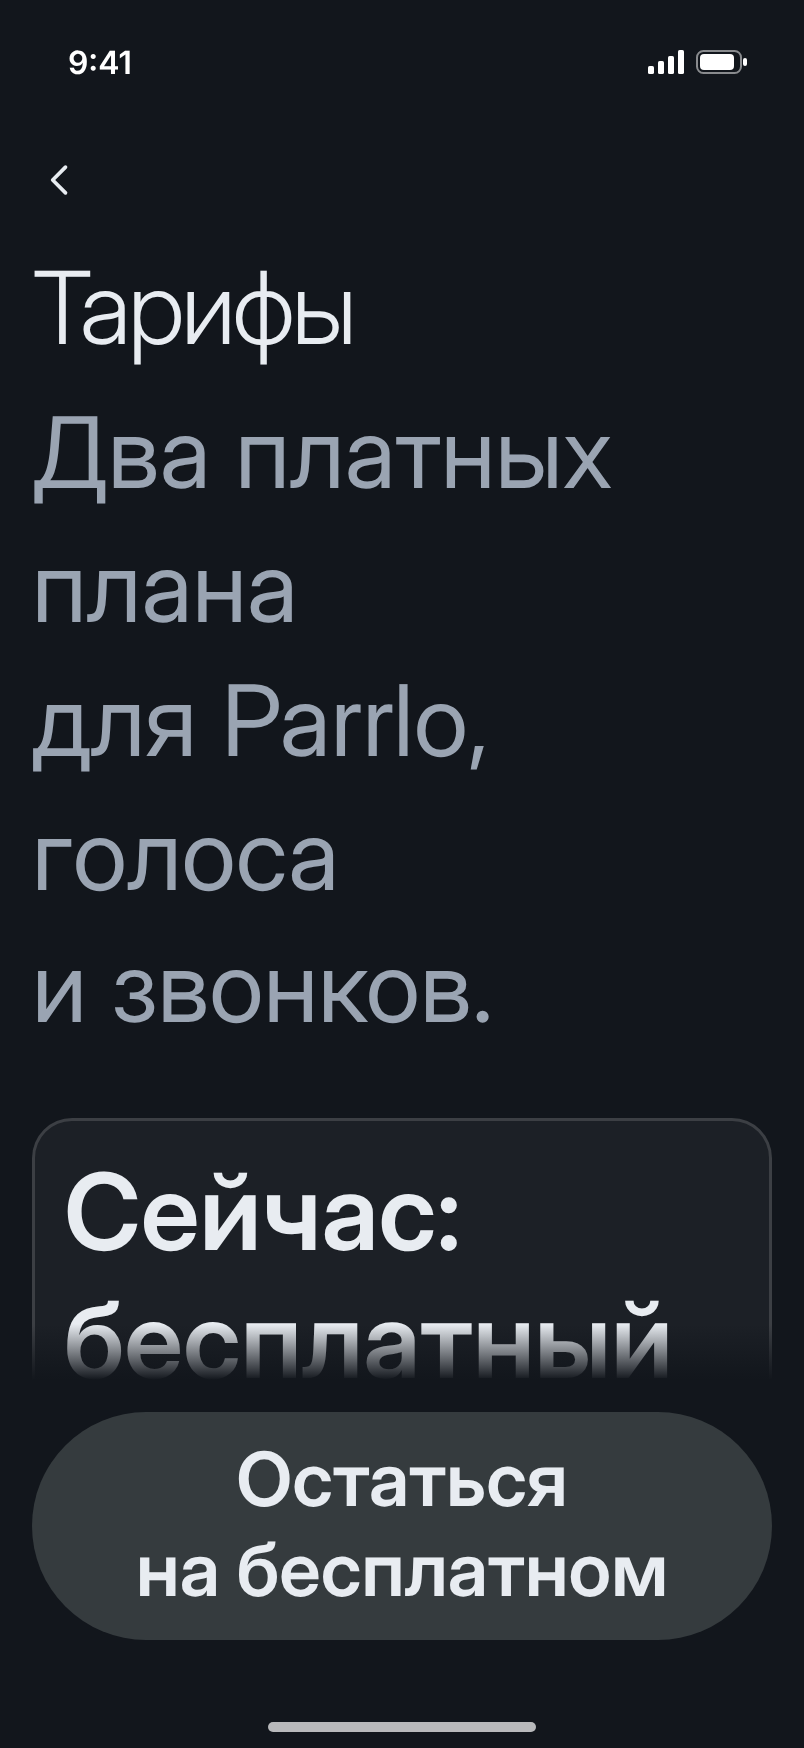 9:41
Тарифы
Два платных
плана
для Parrlo,
голоса
и звонков.
Сейчас:
бесплатный
Остаться
на бесплатном